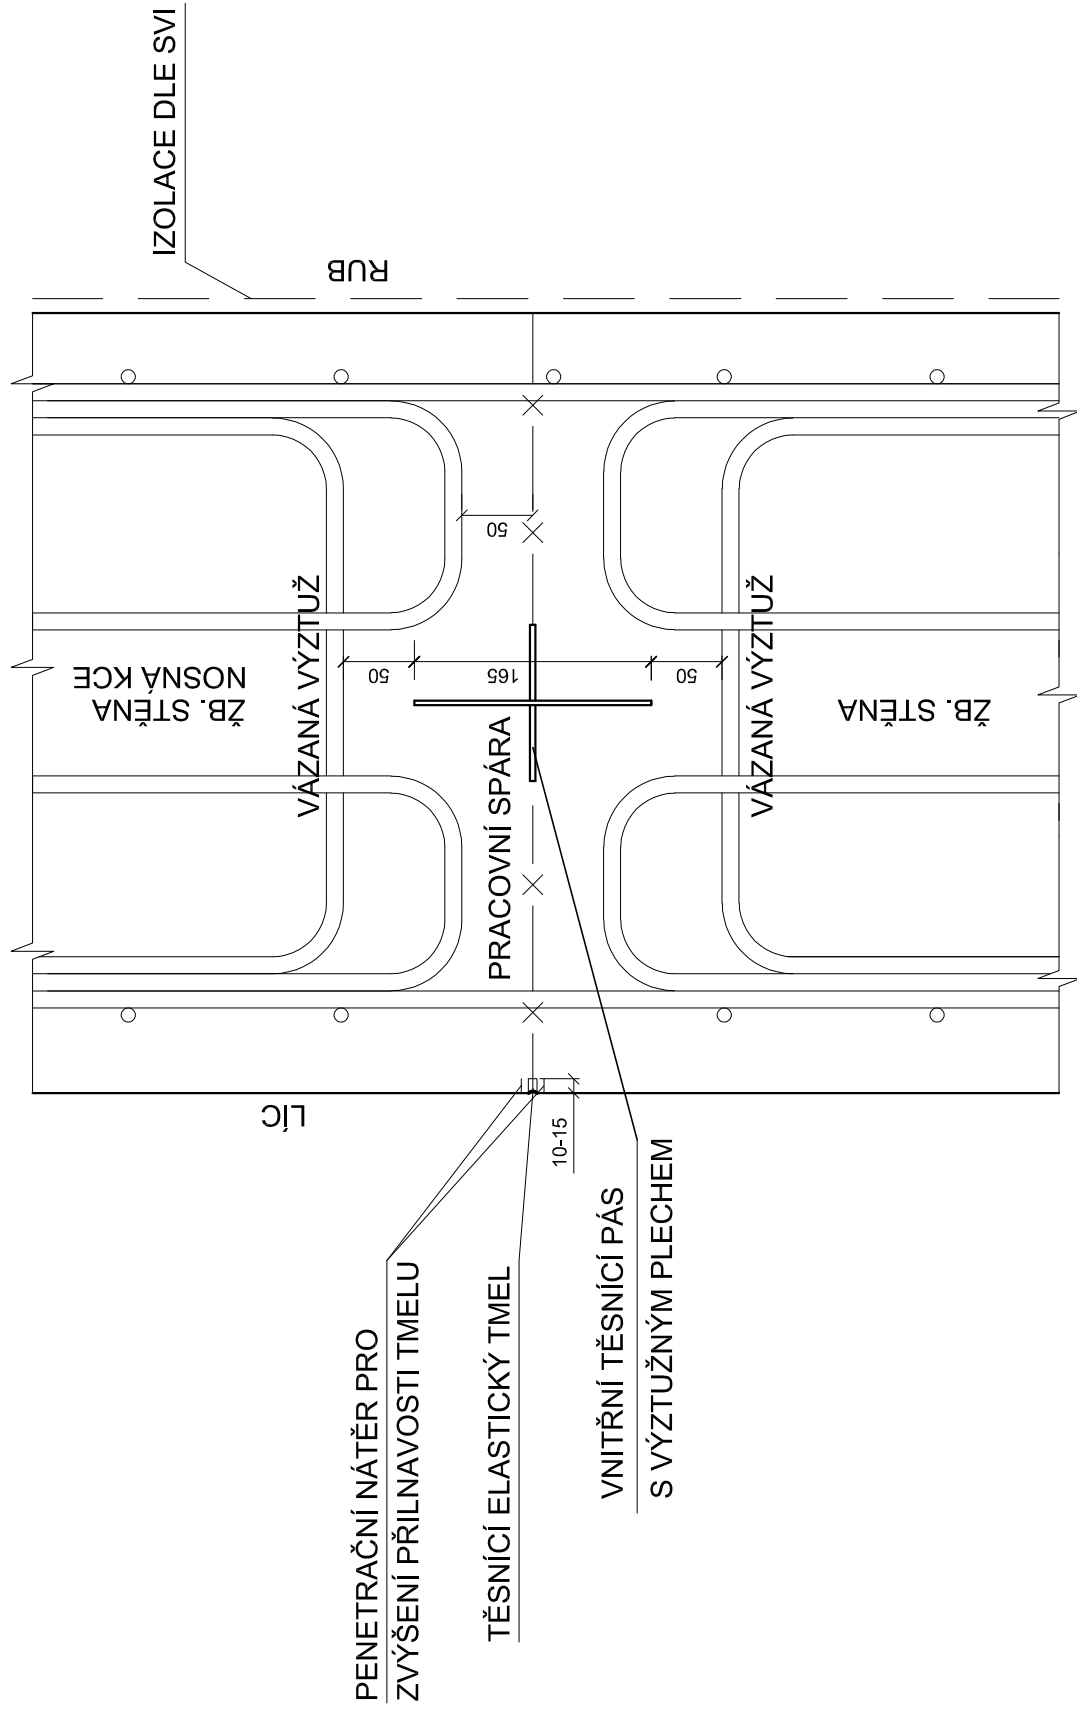 IZOLACE DLE SVI
RUB
ŽB. STĚNA
NOSNÁ KCE
VÁZANÁ VÝZTUŽ
50
50
165
50
PRACOVNÍ SPÁRA
VÁZANÁ VÝZTUŽ
ŽB. STĚNA
LÍC
10-15
PENETRAČNÍ NÁTĚR PRO
ZVÝŠENÍ PŘILNAVOSTI TMELU
TĚSNÍCÍ ELASTICKÝ TMEL
VNITŘNÍ TĚSNÍCÍ PÁS
S VÝZTUŽNÝM PLECHEM